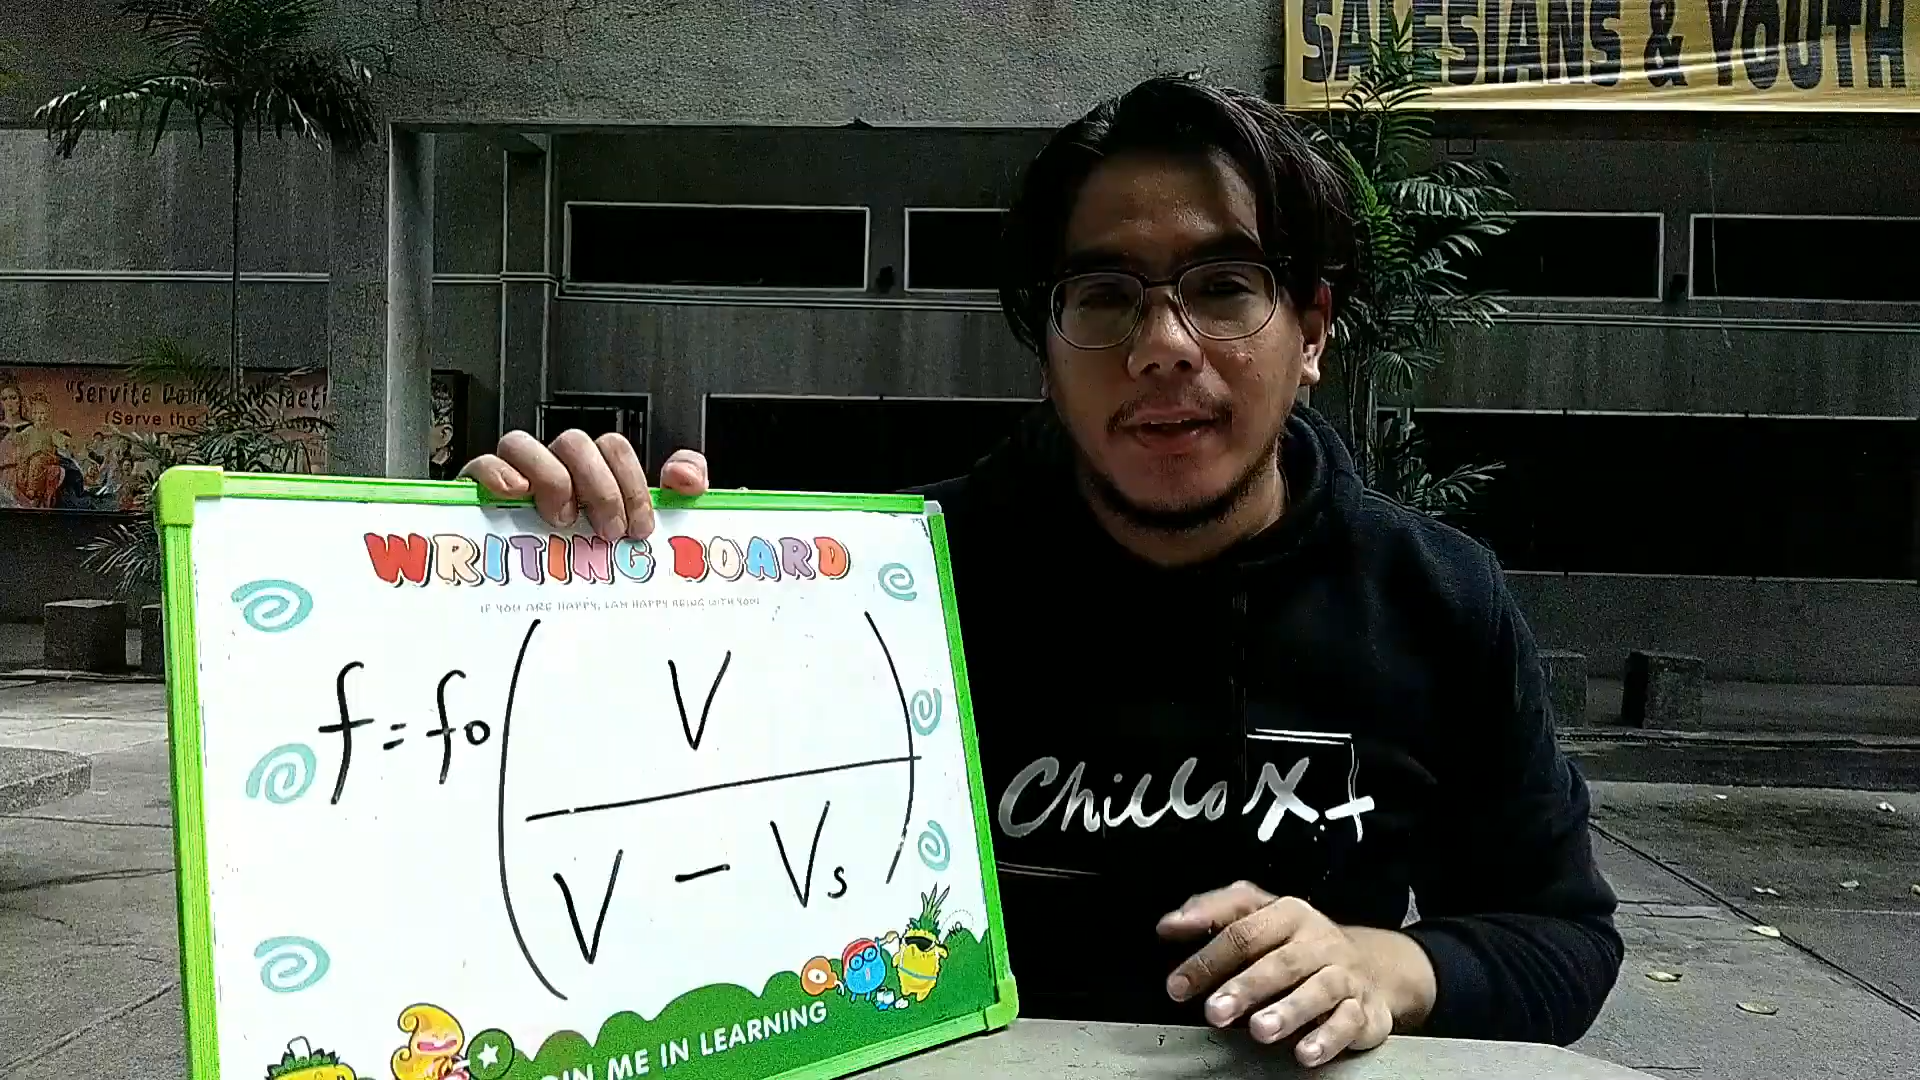 SALESIANS & YOUTH
"Servite
(Serve the
WRITING BOARD
IF YOU ARE HAPPY, I AM HAPPY BEING WITH YOU!
f = fo ( V / V - Vs )
Chillax
ME IN LEARNING